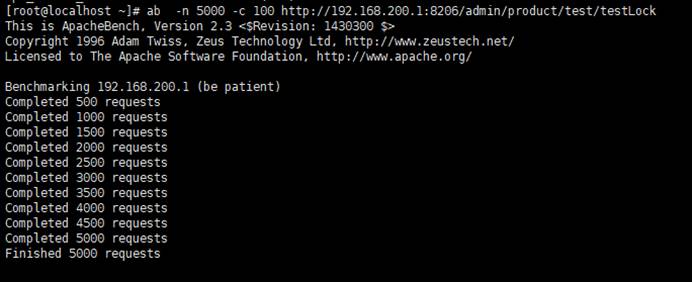 [root@localhost ~]# ab  -n 5000 -c 100 http://192.168.200.1:8206/admin/product/test/testLock
This is ApacheBench, Version 2.3 <$Revision: 1430300 $>
Copyright 1996 Adam Twiss, Zeus Technology Ltd, http://www.zeustech.net/
Licensed to The Apache Software Foundation, http://www.apache.org/

Benchmarking 192.168.200.1 (be patient)
Completed 500 requests
Completed 1000 requests
Completed 1500 requests
Completed 2000 requests
Completed 2500 requests
Completed 3000 requests
Completed 3500 requests
Completed 4000 requests
Completed 4500 requests
Completed 5000 requests
Finished 5000 requests